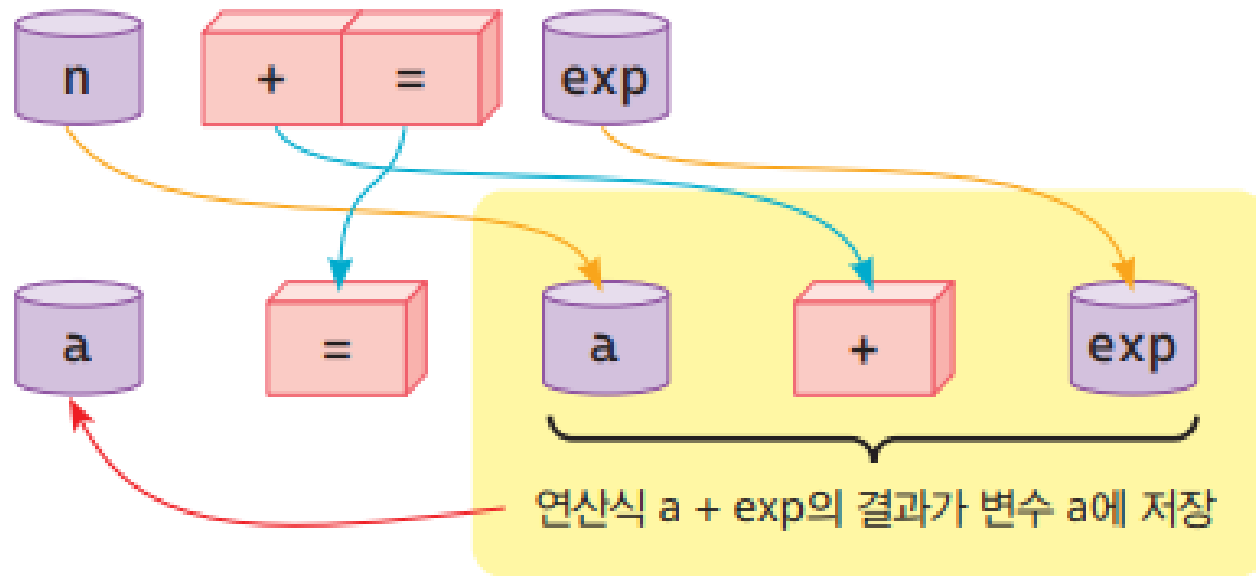 n + = exp
a = a + exp
연산식 a + exp의 결과가 변수 a에 저장